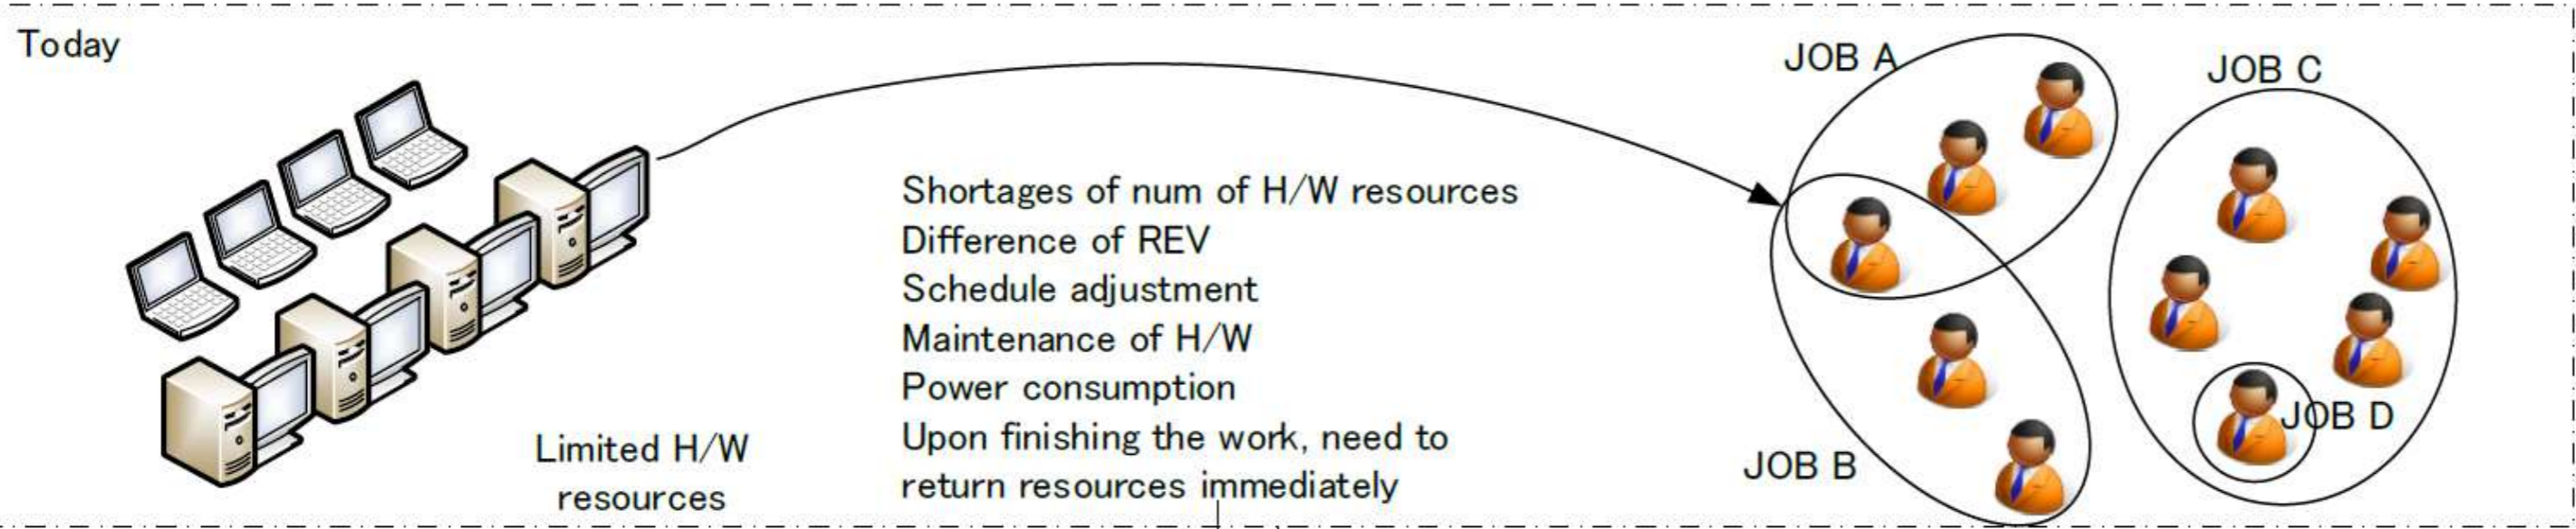 Today
JOB A
JOB C
Shortages of num of H/W resources
Difference of REV
Schedule adjustment
Maintenance of H/W
Power consumption
Upon finishing the work, need to
return resources immediately
Limited H/W
resources
JOB B
JOB D